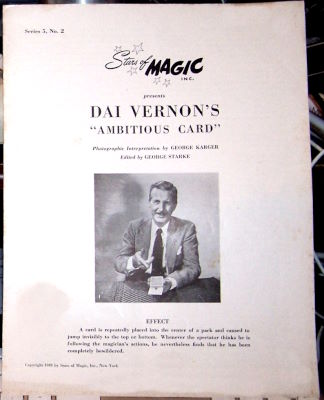 Series 5, No. 2
Stars of MAGIC
INC.
presents
DAI VERNON'S
"AMBITIOUS CARD"
Photographic Interpretation by GEORGE KARGER
Edited by GEORGE STARKE
EFFECT
A card is repeatedly placed into the center of a pack and caused to
jump invisibly to the top or bottom. Whenever the spectator thinks he is
following the magician's actions, he nevertheless finds that he has been
completely bewildered.
Copyright by Stars of Magic, Inc., New York